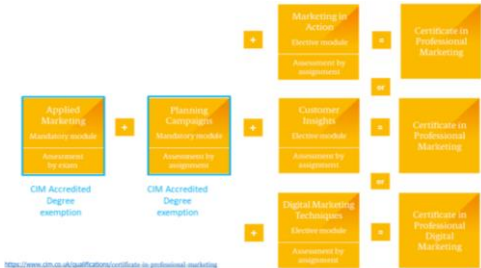 Marketing in
Action
Elective module
Assessment by
assignment
+
=
Certificate in
Professional
Marketing
or
Applied
Marketing
Mandatory module
Assessment
by exam
+
Planning
Campaigns
Mandatory module
Assessment by
assignment
+
Customer
Insights
Elective module
Assessment by
assignment
=
Certificate in
Professional
Marketing
CIM Accredited
Degree
exemption
CIM Accredited
Degree
exemption
or
+
Digital Marketing
Techniques
Elective module
Assessment by
assignment
=
Certificate in
Professional
Digital
Marketing
https://www.cim.co.uk/qualifications/certificate-in-professional-marketing